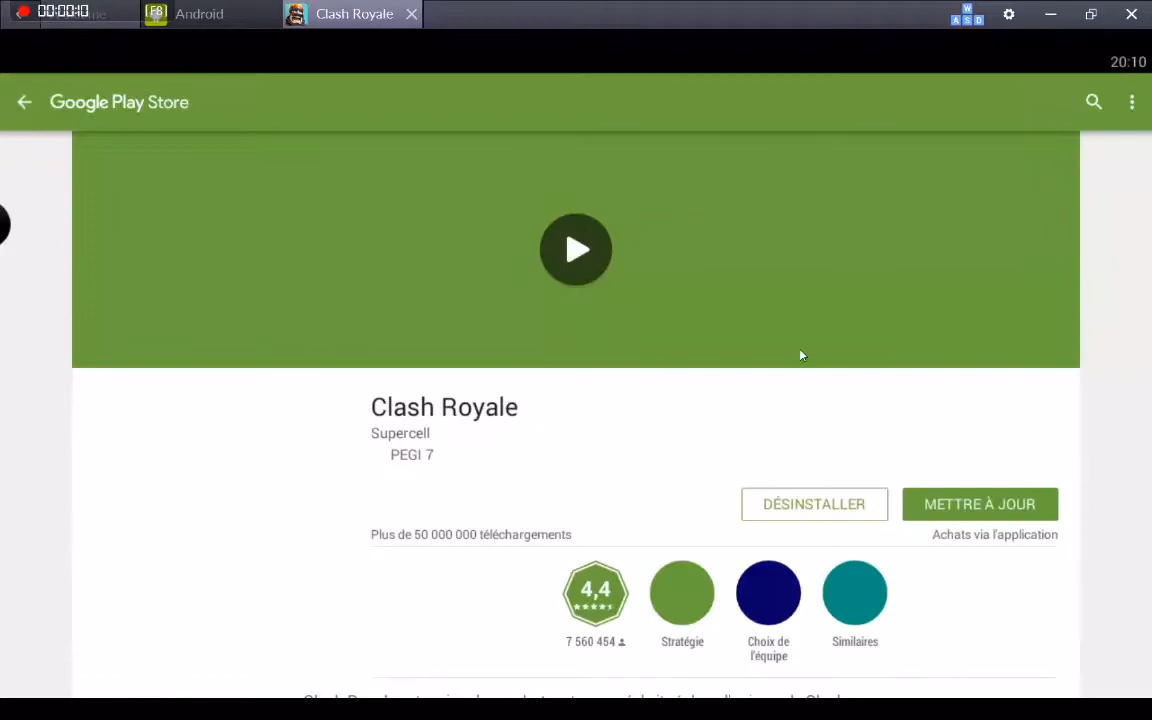 00:00:10
Android
Clash Royale
W
A S D
20:10
Google Play Store
Clash Royale
Supercell
PEGI 7
DÉSINSTALLER
METTRE À JOUR
Plus de 50 000 000 téléchargements
Achats via l'application
4,4
7 560 454
Stratégie
Choix de
l'équipe
Similaires